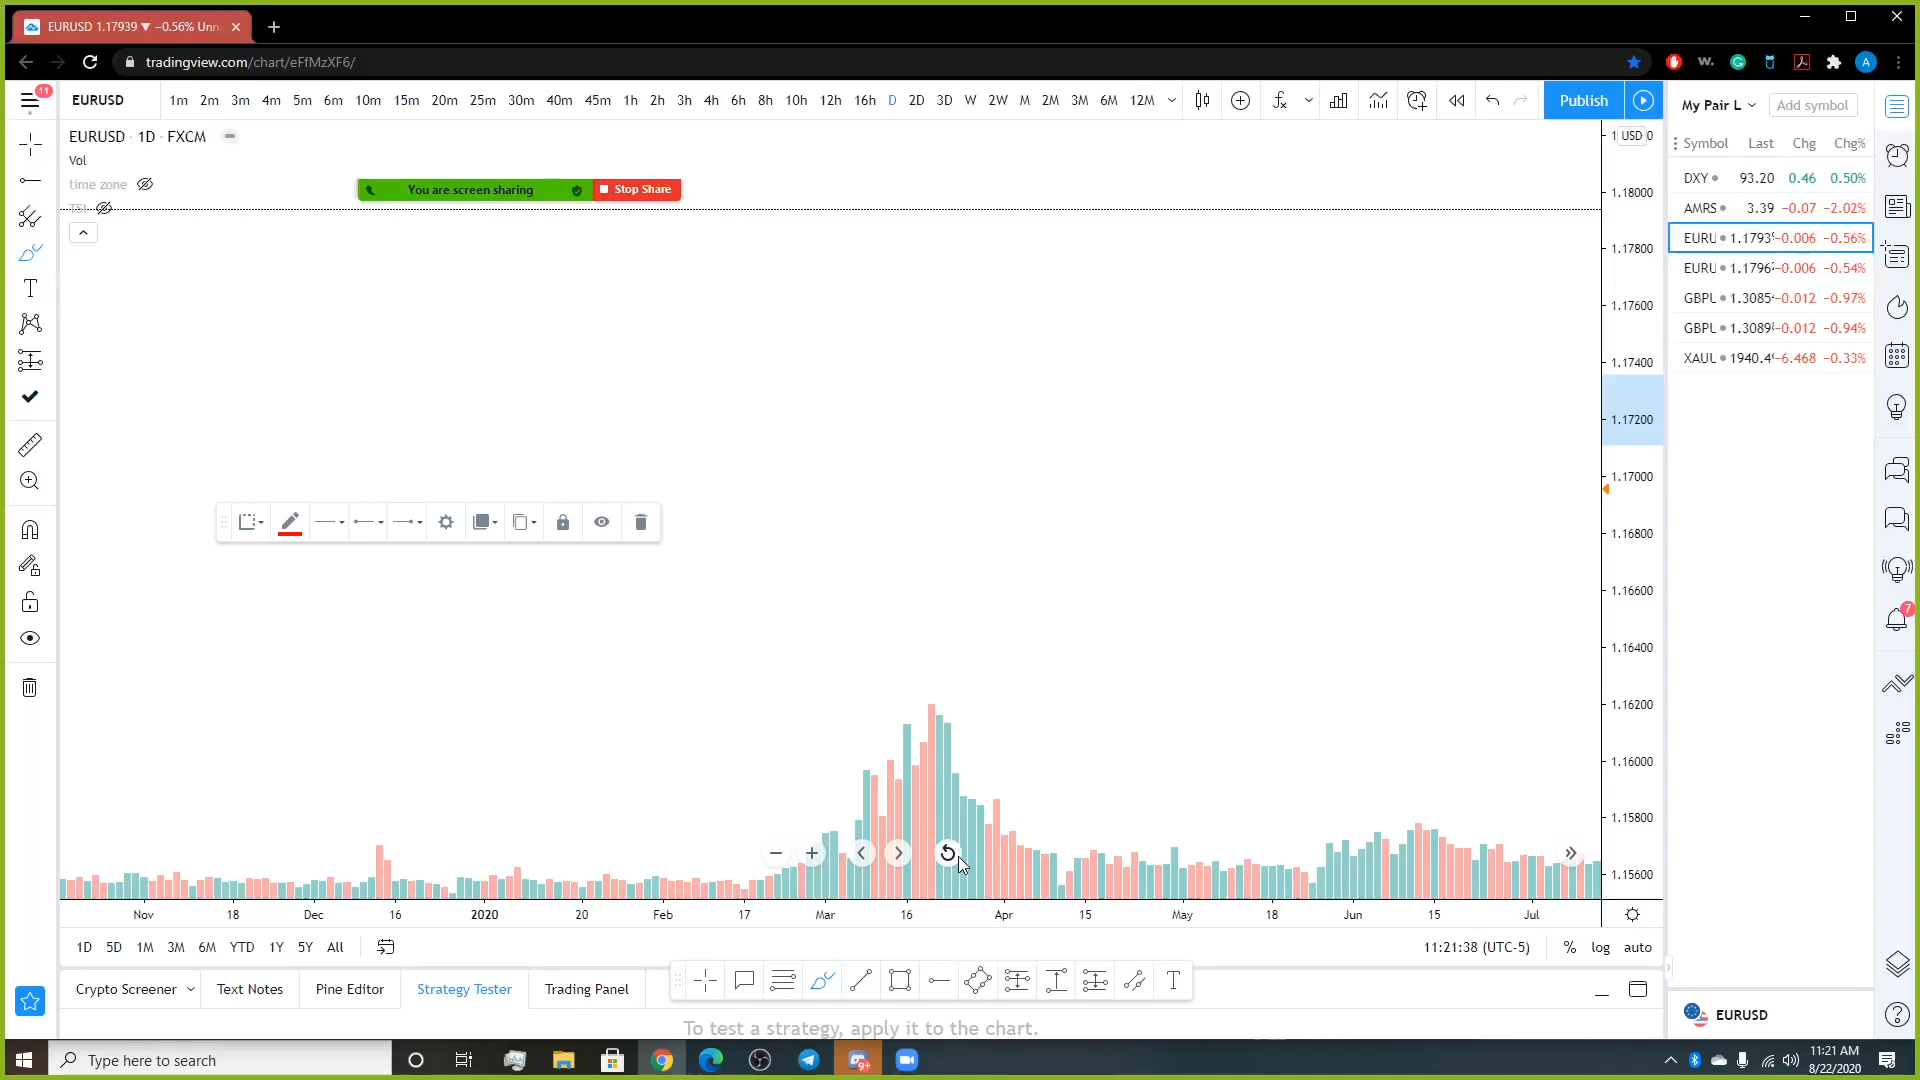 EURUSD 1.17939 ▼ −0.56% Unn
tradingview.com/chart/eFfMzXF6/
W.
A
11
EURUSD 1m 2m 3m 4m 5m 6m 10m 15m 20m 25m 30m 40m 45m 1h 2h 3h 4h 6h 8h 10h 12h 16h D 2D 3D W 2W M 2M 3M 6M 12M
Publish
My Pair L
Add symbol
EURUSD · 1D · FXCM
Vol
time zone
TSI
You are screen sharing
Stop Share
USD
1.18000
1.17800
1.17600
1.17400
1.17200
1.17000
1.16800
1.16600
1.16400
1.16200
1.16000
1.15800
1.15600
Symbol Last Chg Chg%
DXY 93.20 0.46 0.50%
AMRS 3.39 −0.07 −2.02%
EURU 1.1793⁹ −0.006 −0.56%
EURU 1.1796 −0.006 −0.54%
GBPU 1.3085 −0.012 −0.97%
GBPU 1.3089 −0.012 −0.94%
XAUU 1940.4 −6.468 −0.33%
7
Nov 18 Dec 16 2020 20 Feb 17 Mar 16 Apr 15 May 18 Jun 15 Jul
1D 5D 1M 3M 6M YTD 1Y 5Y All
11:21:38 (UTC-5) % log auto
Crypto Screener Text Notes Pine Editor Strategy Tester Trading Panel
To test a strategy, apply it to the chart.
EURUSD
Type here to search
9+
11:21 AM
8/22/2020